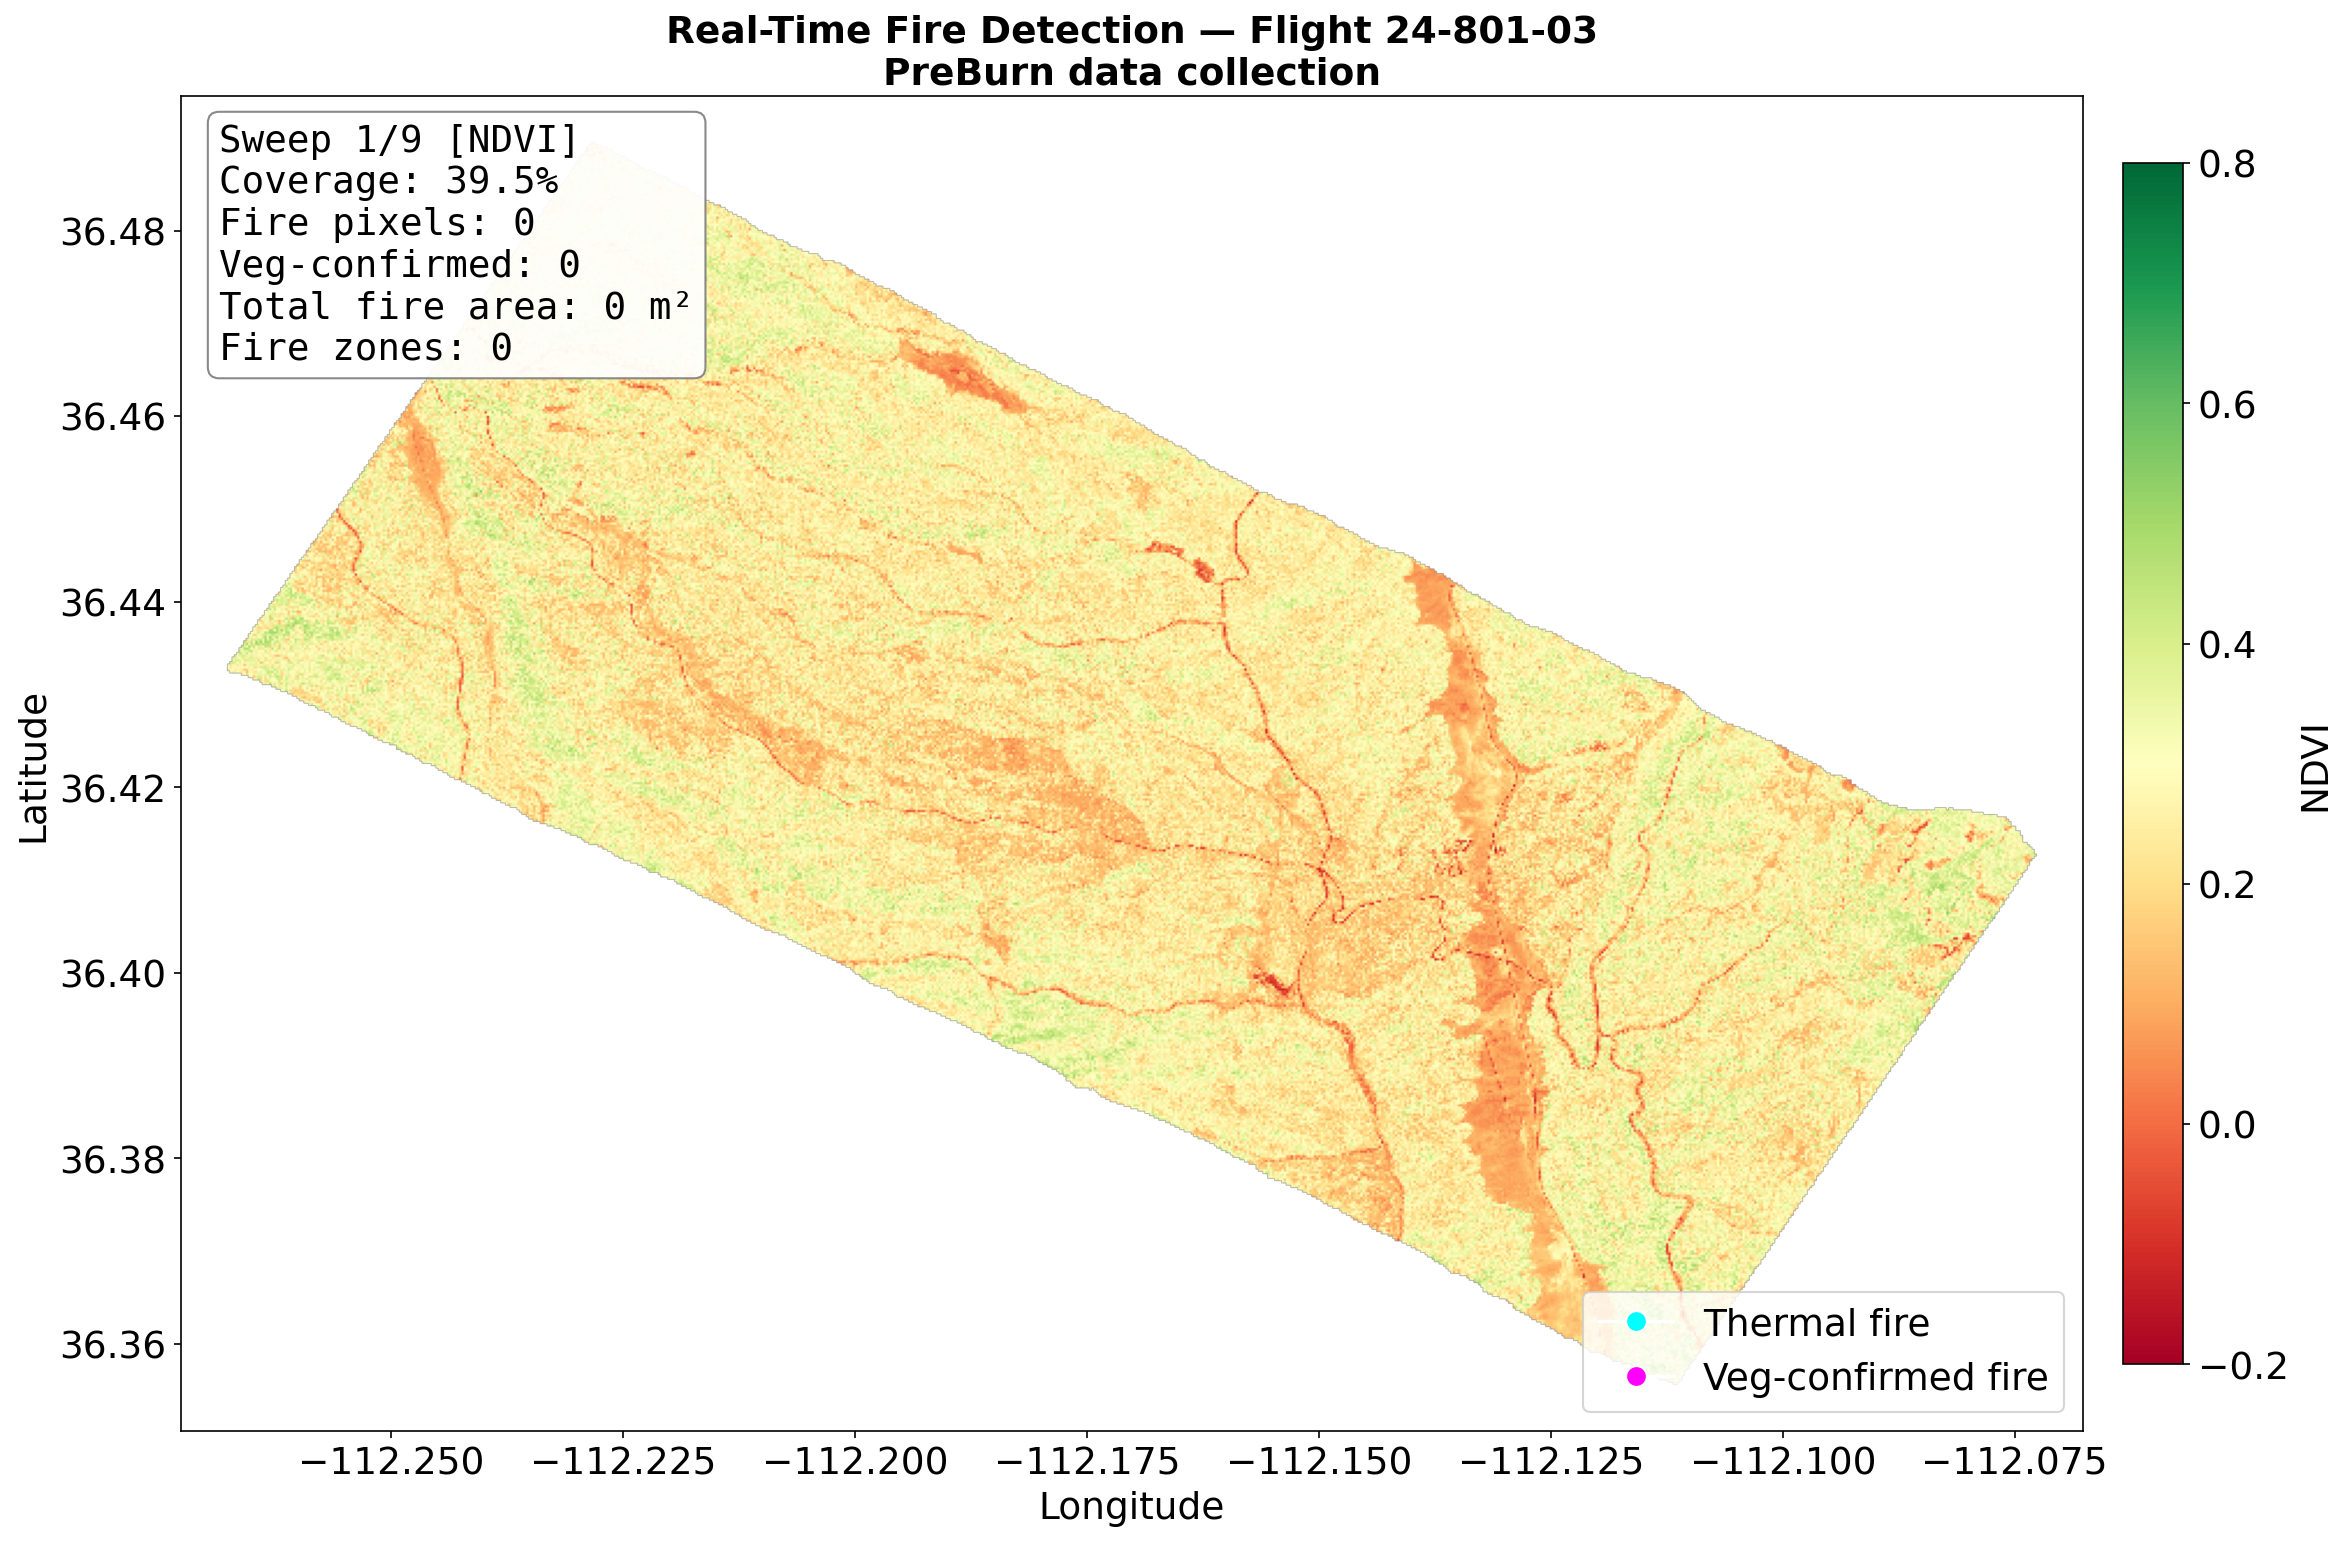 Real-Time Fire Detection — Flight 24-801-03
PreBurn data collection
Sweep 1/9 [NDVI]
Coverage: 39.5%
Fire pixels: 0
Veg-confirmed: 0
Total fire area: 0 m²
Fire zones: 0
Latitude
36.48
36.46
36.44
36.42
36.40
36.38
36.36
Thermal fire
Veg-confirmed fire
−112.250
−112.225
−112.200
−112.175
−112.150
−112.125
−112.100
−112.075
Longitude
0.8
0.6
0.4
0.2
0.0
−0.2
NDVI